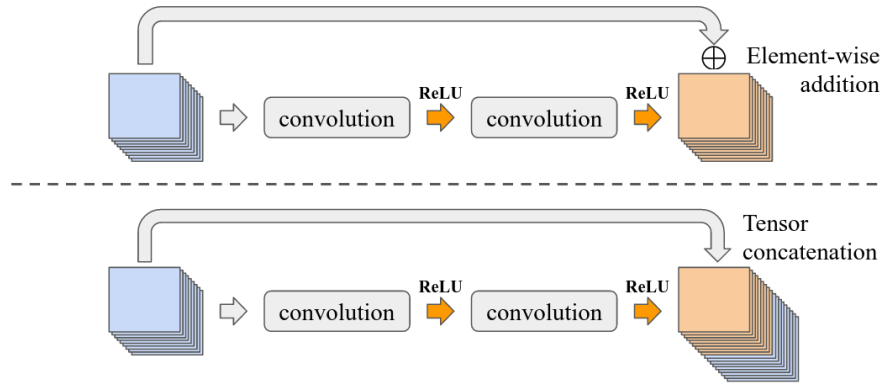 Element-wise
addition
ReLU
ReLU
convolution
convolution
Tensor
concatenation
ReLU
ReLU
convolution
convolution